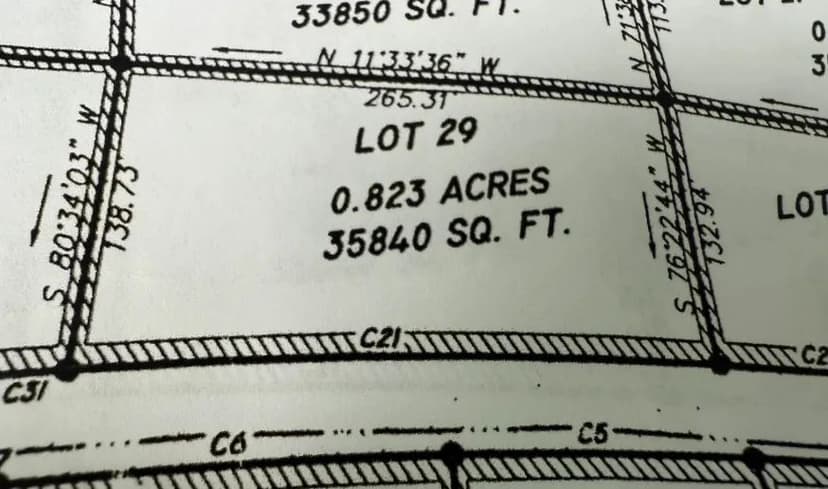 33850 SQ. FT.
N 11°33'36" W
265.31
LOT 29
0.823 ACRES
35840 SQ. FT.
S 80°34'03" W
138.73
S 76°22'44" W
132.94
LOT
C21
C31
C6
C5